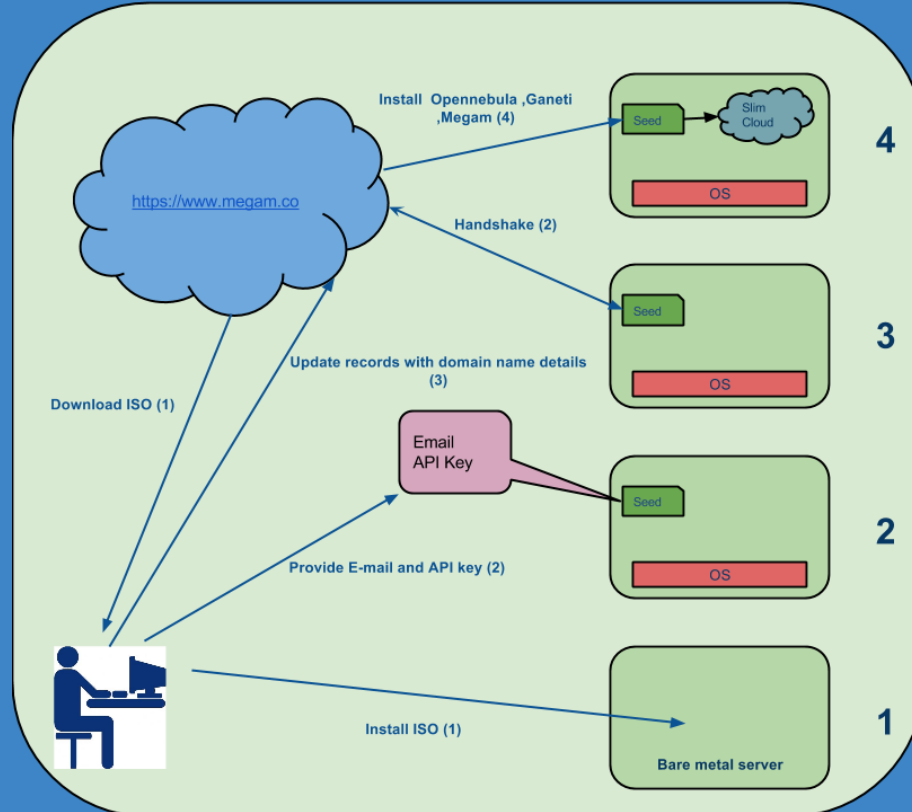 Install  Opennebula ,Ganeti
,Megam (4)
Seed
Slim
Cloud
OS
4
https://www.megam.co
Handshake (2)
Seed
OS
3
Update records with domain name details
(3)
Download ISO (1)
Email
API Key
Seed
OS
2
Provide E-mail and API key (2)
Install ISO (1)
Bare metal server
1